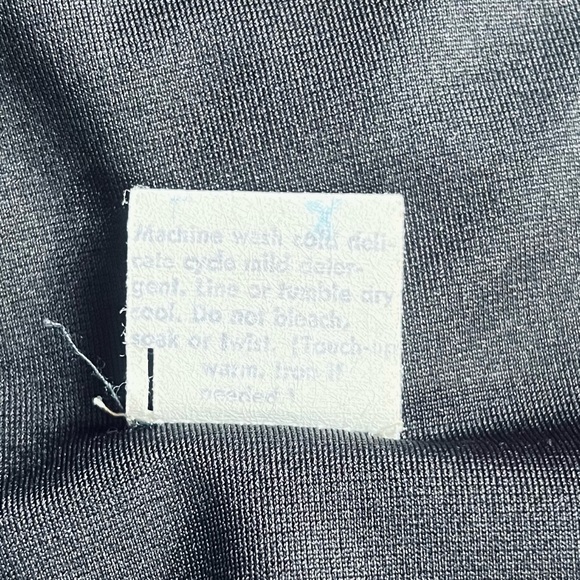 Machine wash cold deli-
cate cycle mild deter-
gent. Line or tumble dry
cool. Do not bleach,
soak or twist. (Touch-up
warm. Iron if
needed.)